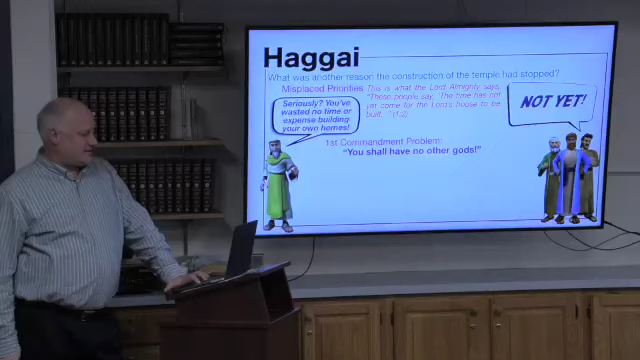 Haggai
What was another reason the construction of the temple had stopped?
Misplaced Priorities This is what the Lord Almighty says,
"These people say, 'The time has not
yet come for the Lord's house to be
built. '" (1:2)
Seriously? You've
wasted no time or
expense building
your own homes!
NOT YET!
1st Commandment Problem:
"You shall have no other gods!"